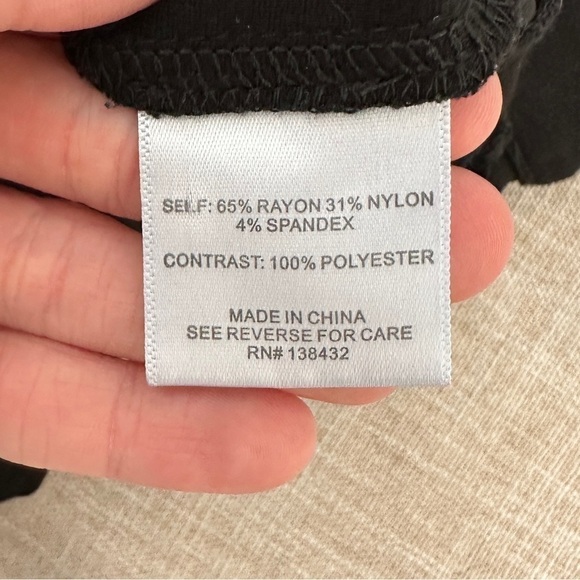 SELF: 65% RAYON 31% NYLON
4% SPANDEX
CONTRAST: 100% POLYESTER
MADE IN CHINA
SEE REVERSE FOR CARE
RN# 138432